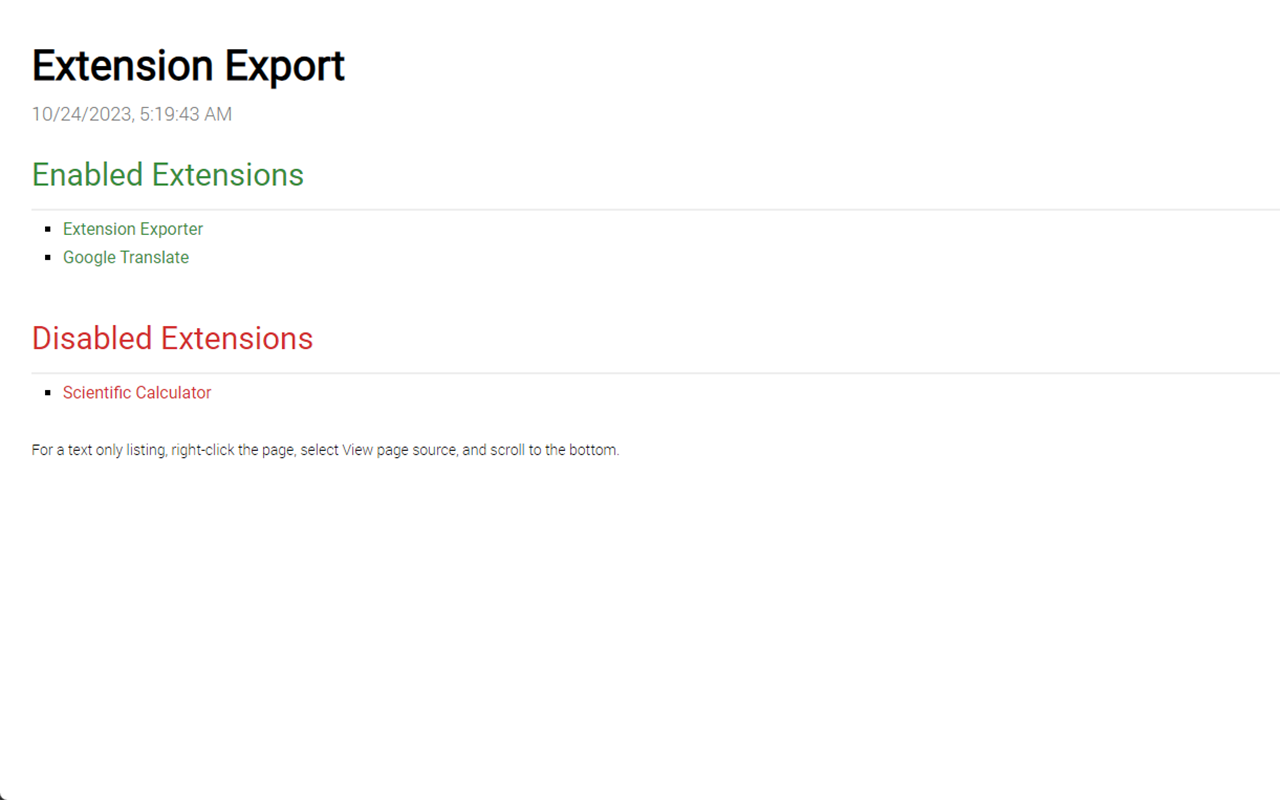 Extension Export
10/24/2023, 5:19:43 AM
Enabled Extensions
Extension Exporter
Google Translate
Disabled Extensions
Scientific Calculator
For a text only listing, right-click the page, select View page source, and scroll to the bottom.